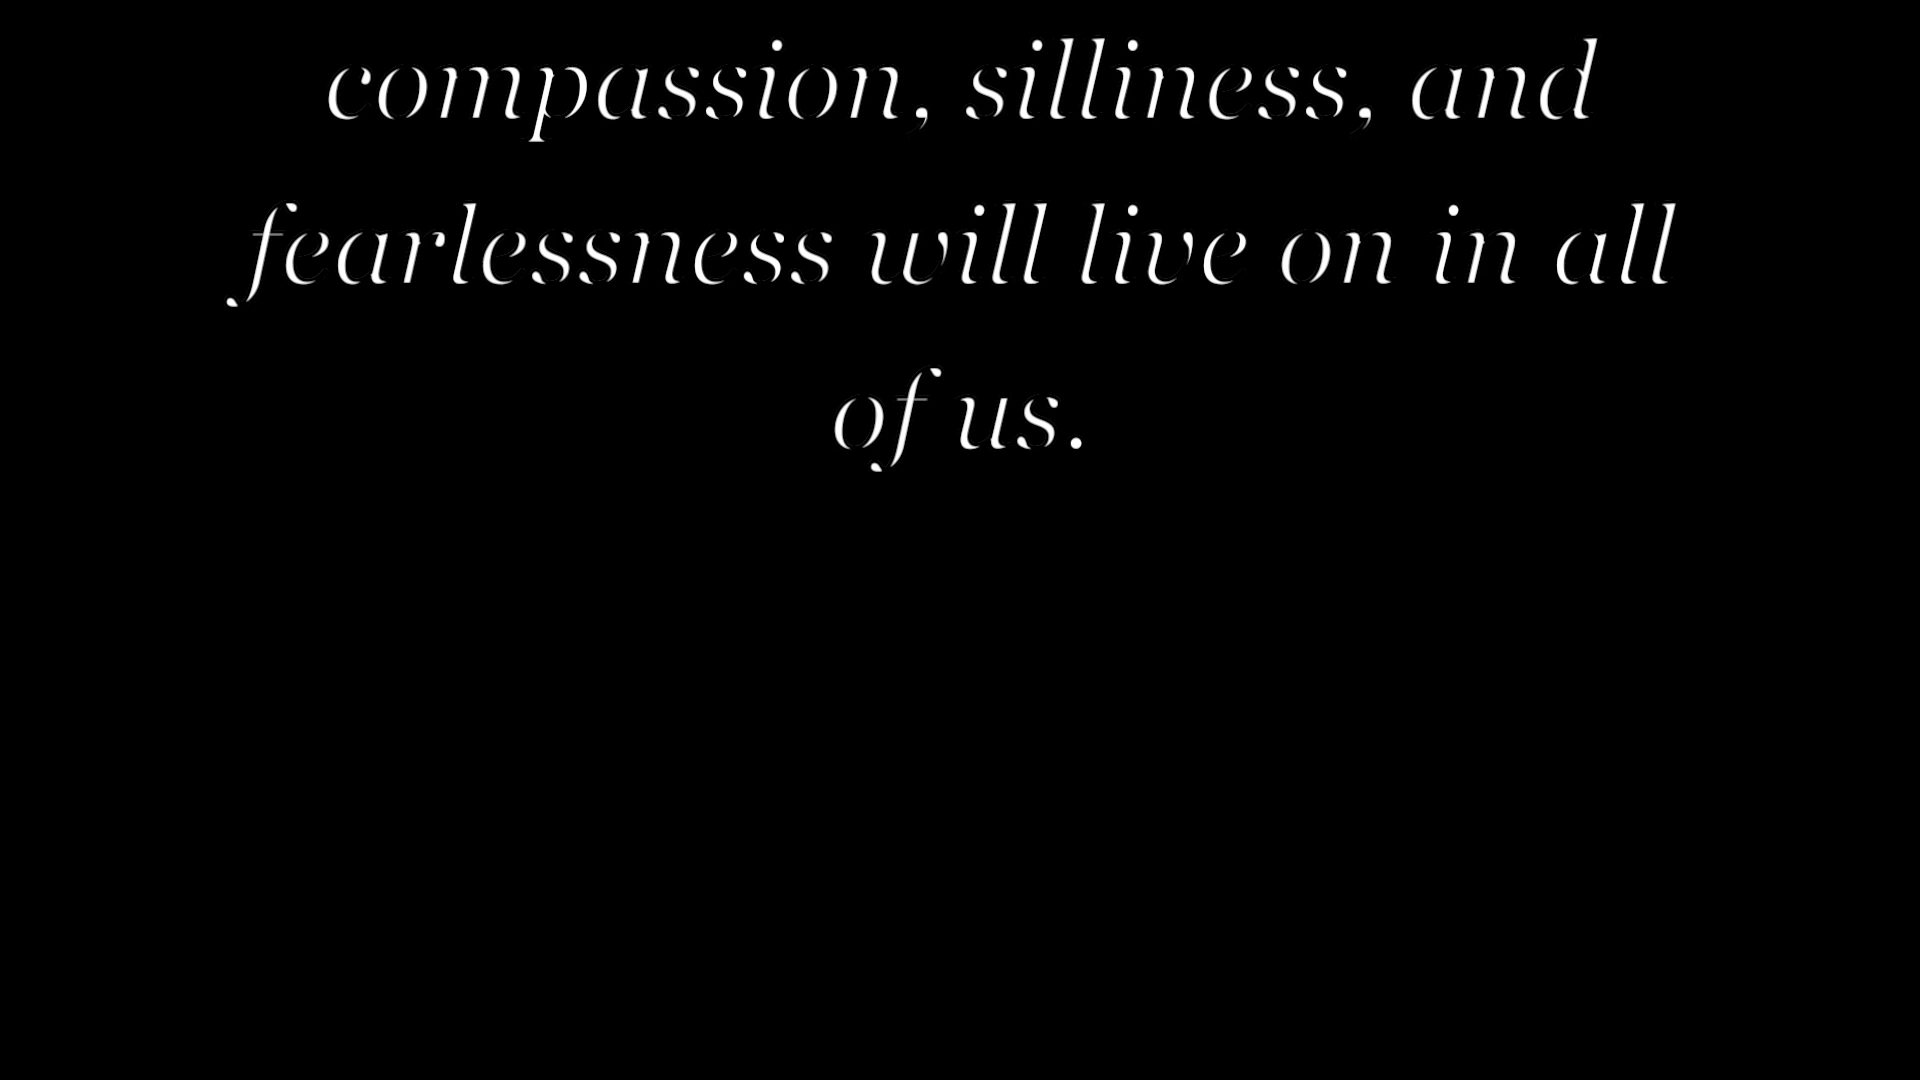 compassion, silliness, and
fearlessness will live on in all
of us.